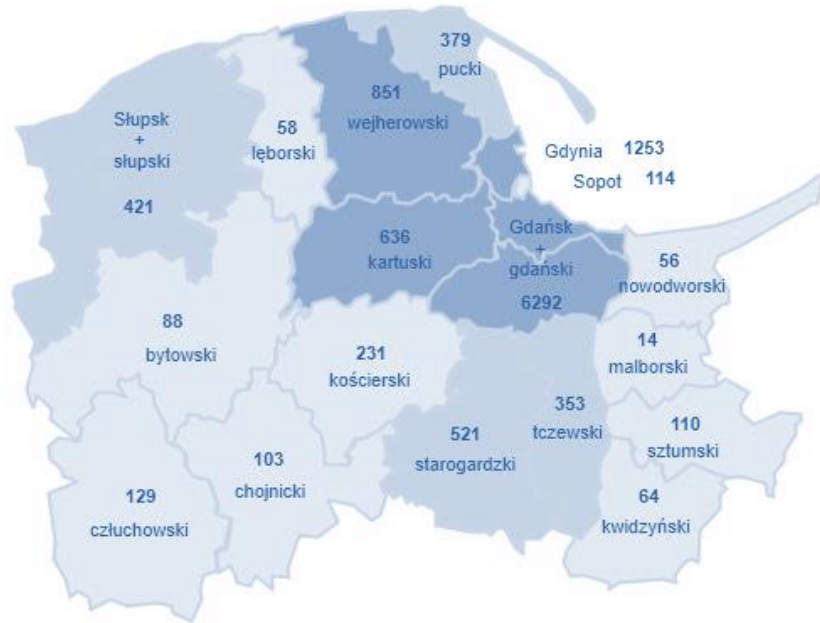 379
pucki
851
wejherowski
Słupsk
+
słupski
421
58
lęborski
Gdynia 1253
Sopot 114
636
kartuski
Gdańsk
+
gdański
6292
56
nowodworski
88
bytowski
231
kościerski
14
malborski
353
tczewski
521
starogardzki
110
sztumski
103
chojnicki
129
człuchowski
64
kwidzyński